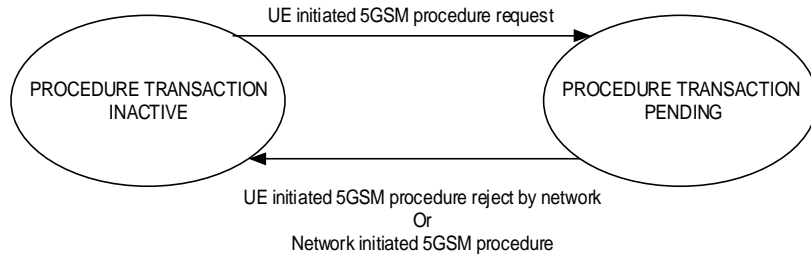 UE initiated 5GSM procedure request
PROCEDURE TRANSACTION
INACTIVE
PROCEDURE TRANSACTION
PENDING
UE initiated 5GSM procedure reject by network
Or
Network initiated 5GSM procedure